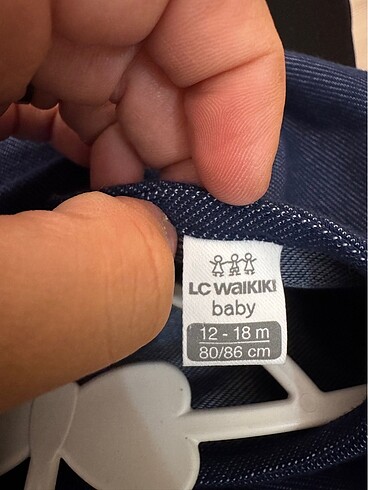 LC WAIKIKI
baby
12 - 18 m
80/86 cm